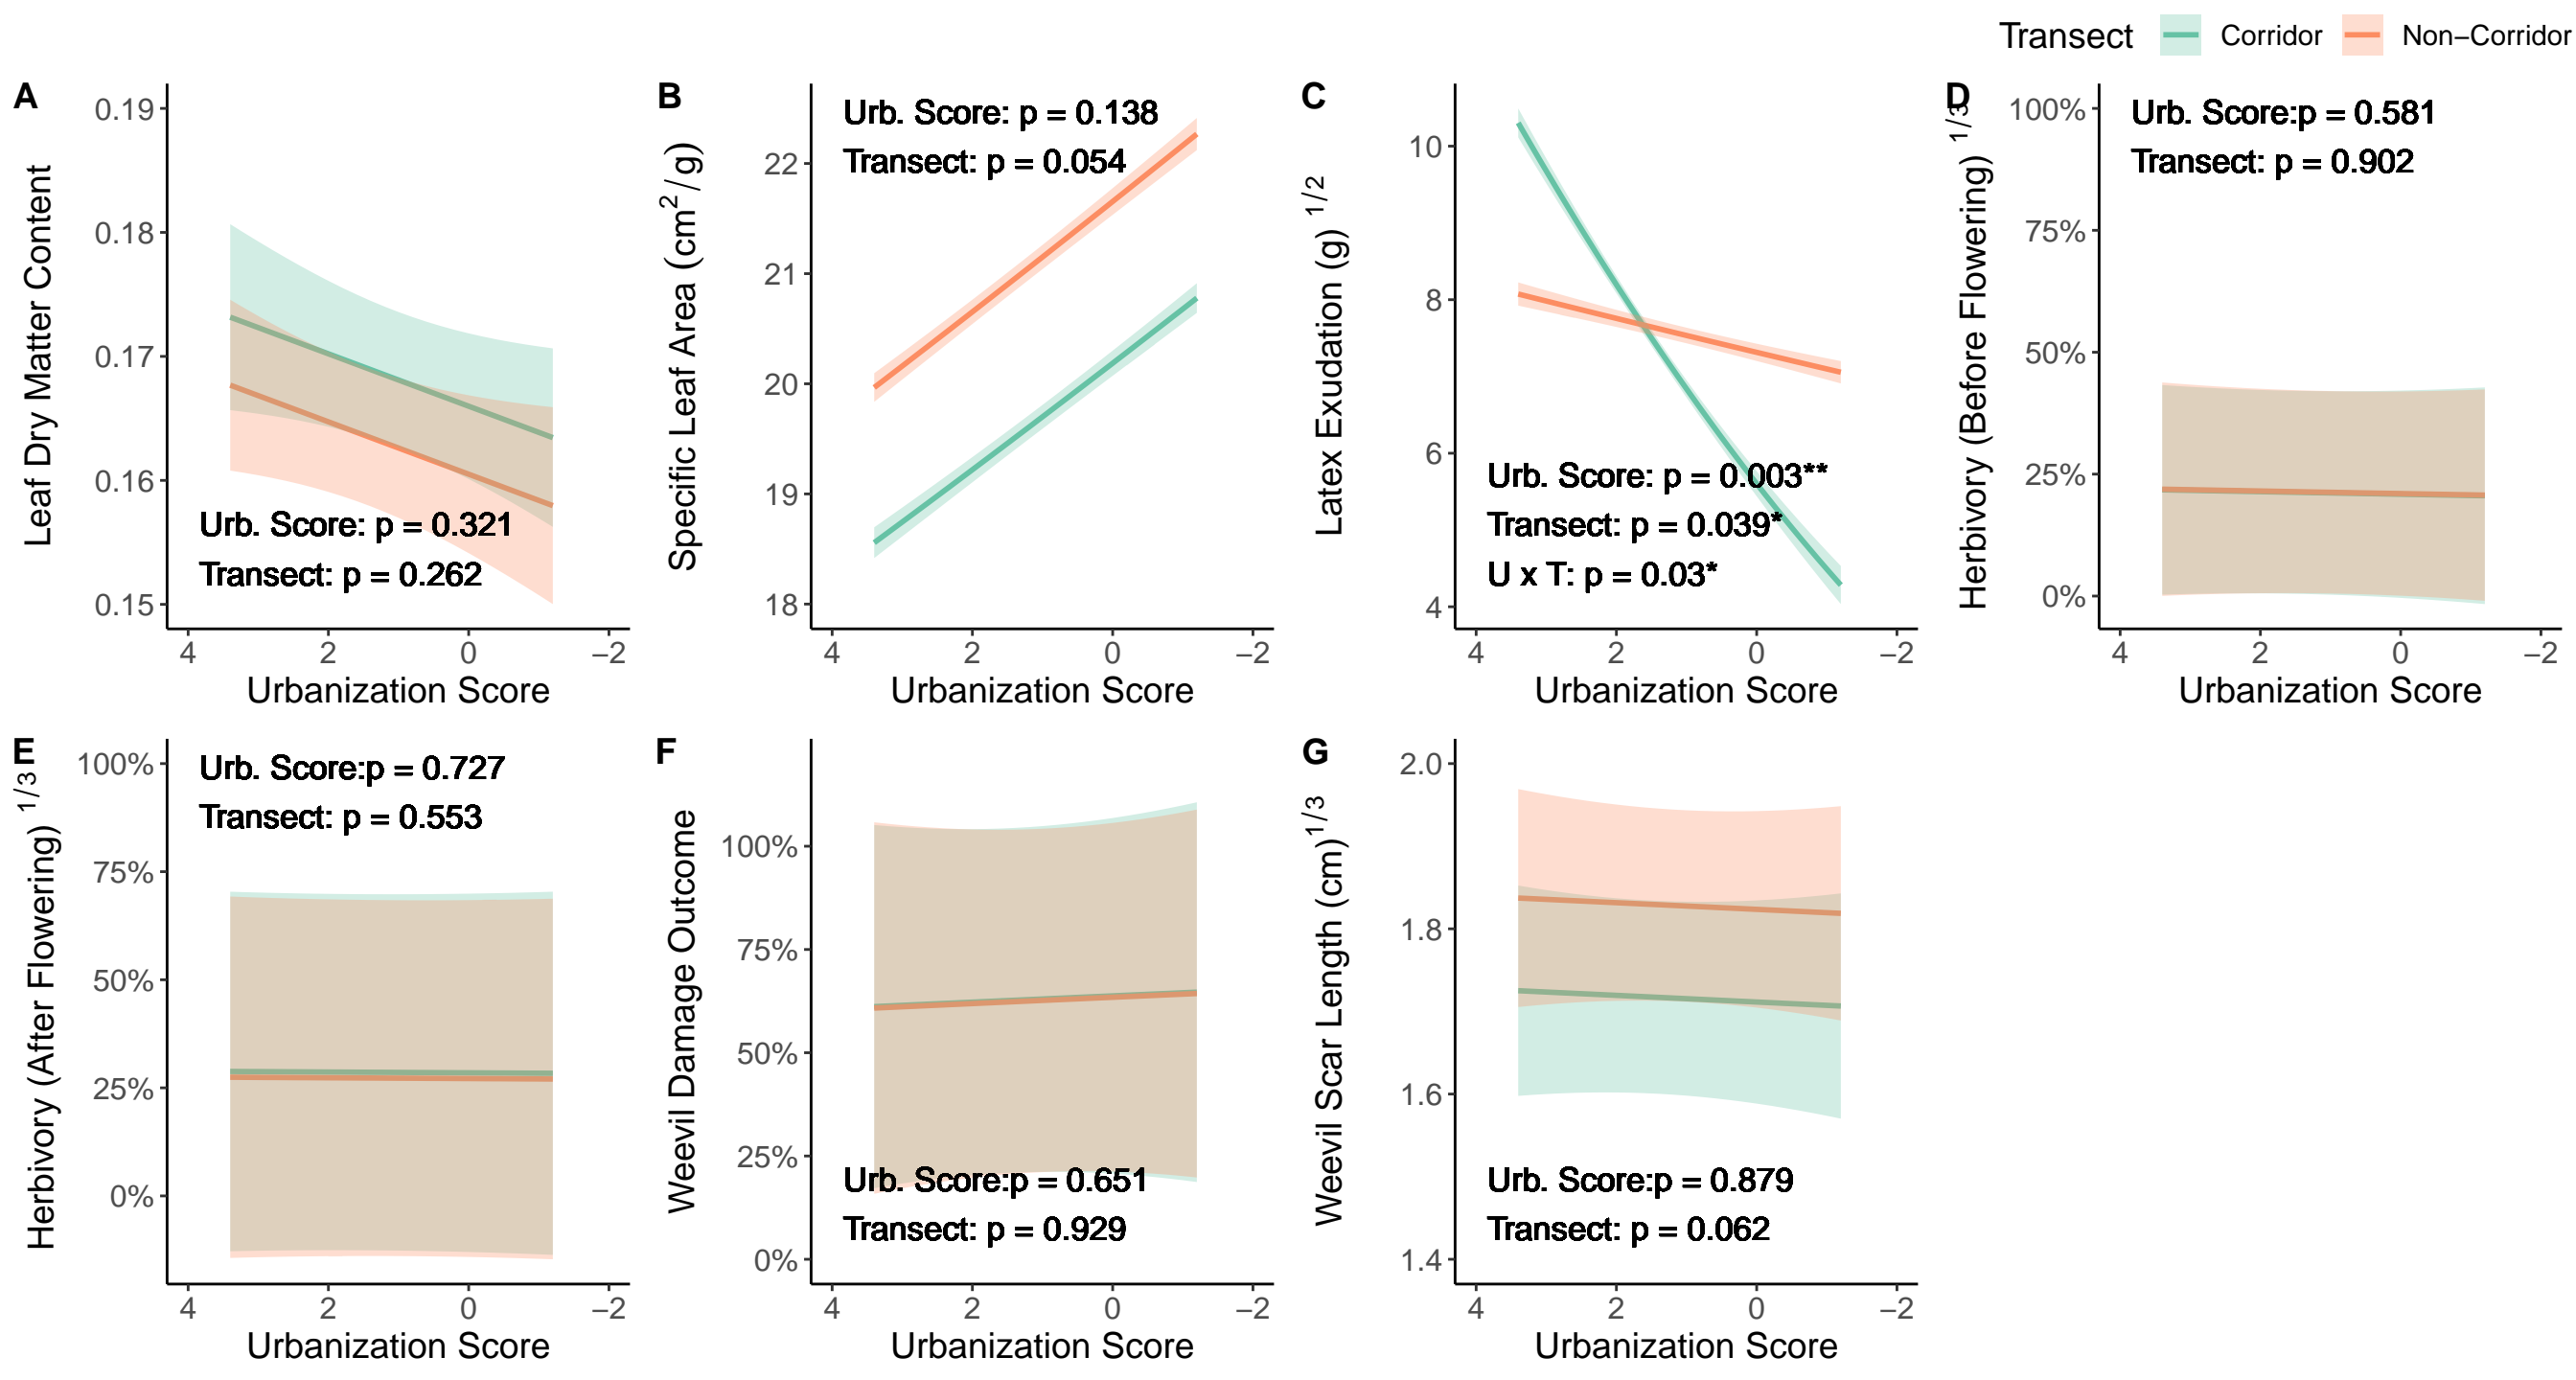 Transect Corridor Non−Corridor
A
Leaf Dry Matter Content
0.19
0.18
0.17
0.16
0.15
Urb. Score: p = 0.321
Transect: p = 0.262
4 2 0 −2
Urbanization Score
B
Specific Leaf Area (cm²/g)
22
21
20
19
18
Urb. Score: p = 0.138
Transect: p = 0.054
4 2 0 −2
Urbanization Score
C
Latex Exudation (g) 1/2
10
8
6
4
Urb. Score: p = 0.003**
Transect: p = 0.039*
U x T: p = 0.03*
4 2 0 −2
Urbanization Score
D
Herbivory (Before Flowering) 1/3
100%
75%
50%
25%
0%
Urb. Score:p = 0.581
Transect: p = 0.902
4 2 0 −2
Urbanization Score
E
Herbivory (After Flowering) 1/3
100%
75%
50%
25%
0%
Urb. Score:p = 0.727
Transect: p = 0.553
4 2 0 −2
Urbanization Score
F
Weevil Damage Outcome
100%
75%
50%
25%
0%
Urb. Score:p = 0.651
Transect: p = 0.929
4 2 0 −2
Urbanization Score
G
Weevil Scar Length (cm)1/3
2.0
1.8
1.6
1.4
Urb. Score:p = 0.879
Transect: p = 0.062
4 2 0 −2
Urbanization Score